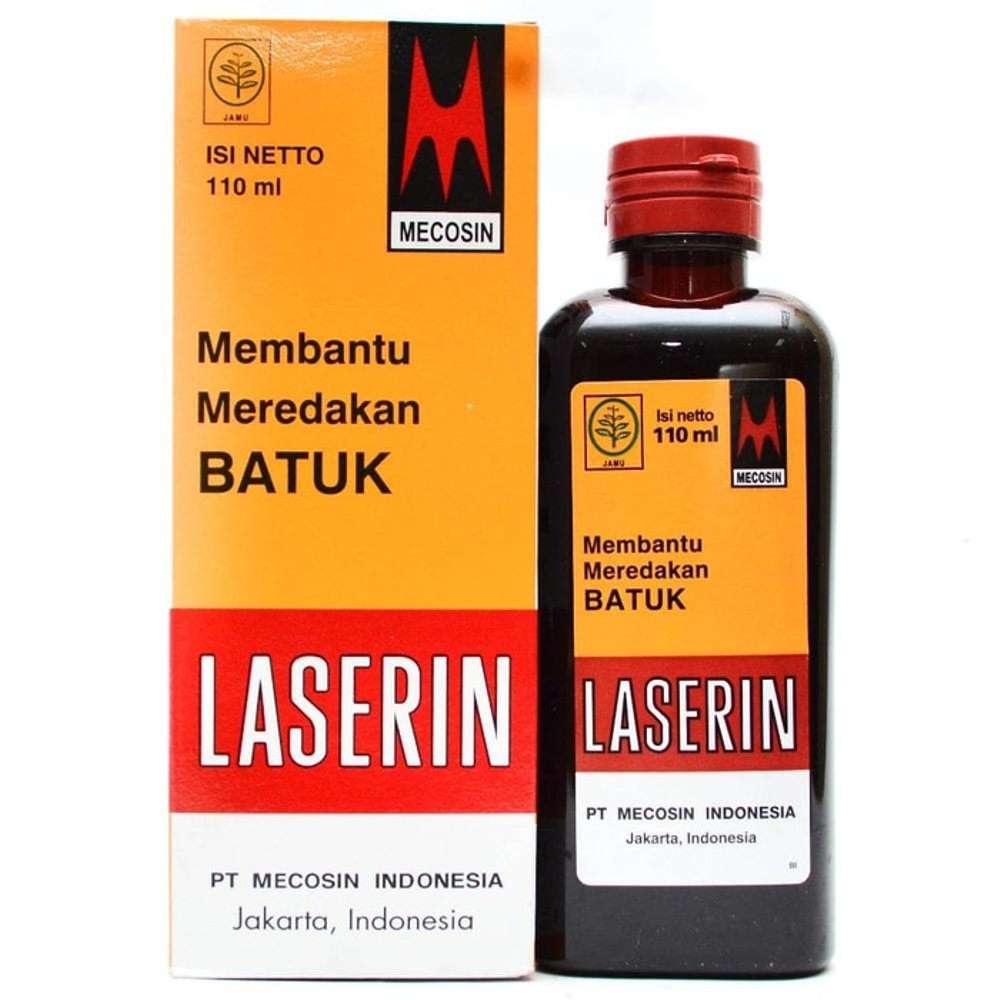 JAMU
ISI NETTO
110 ml
MECOSIN
Membantu
Meredakan
BATUK
LASERIN
PT MECOSIN INDONESIA
Jakarta, Indonesia
JAMU
Isi netto
110 ml
MECOSIN
Membantu
Meredakan
BATUK
LASERIN
PT MECOSIN INDONESIA
Jakarta, Indonesia